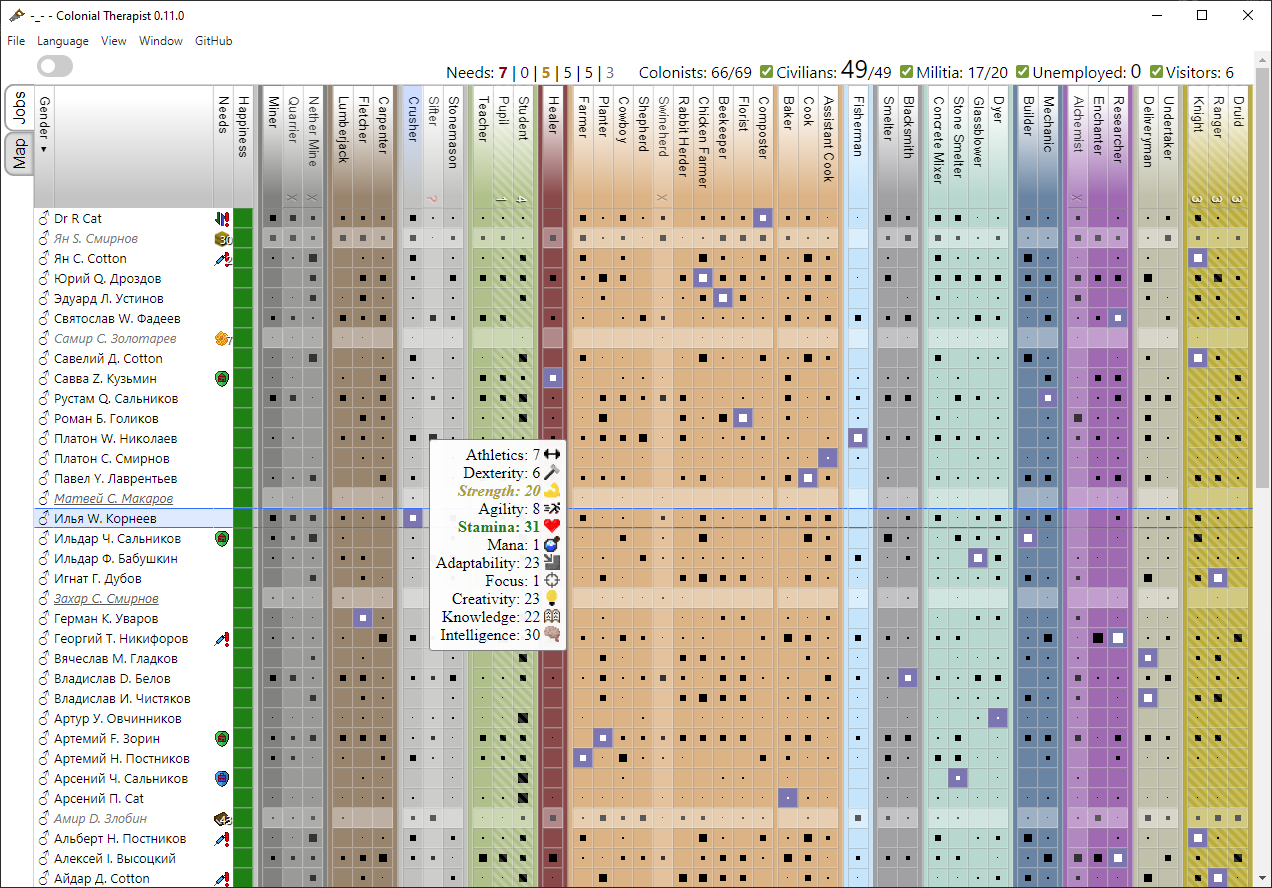 -_- - Colonial Therapist 0.11.0
File Language View Window GitHub
Needs: 7 | 0 | 5 | 5 | 5 | 3 Colonists: 66/69 Civilians: 49/49 Militia: 17/20 Unemployed: 0 Visitors: 6
Jobs
Map
Gender
Needs
Happiness
Miner
Quarrier
Nether Mine
Lumberjack
Fletcher
Carpenter
Crusher
Sifter
Stonemason
Teacher
Pupil
Student
Healer
Farmer
Planter
Cowboy
Shepherd
Swineherd
Rabbit Herder
Chicken Farmer
Beekeeper
Florist
Composter
Baker
Cook
Assistant Cook
Fisherman
Smelter
Blacksmith
Concrete Mixer
Stone Smelter
Glassblower
Dyer
Builder
Mechanic
Alchemist
Enchanter
Researcher
Deliveryman
Undertaker
Knight
Ranger
Druid
X X ? 1 4 X X 3 3 3
Dr R Cat
Ян S. Смирнов 30
Ян C. Cotton 2
Юрий Q. Дроздов
Эдуард Л. Устинов
Святослав W. Фадеев
Самир С. Золотарев 7
Савелий Д. Cotton
Савва Z. Кузьмин
Рустам Q. Сальников
Роман Б. Голиков
Платон W. Николаев
Платон С. Смирнов
Павел Y. Лаврентьев
Матвей С. Макаров
Илья W. Корнеев
Ильдар Ч. Сальников
Ильдар Ф. Бабушкин
Игнат Г. Дубов
Захар С. Смирнов
Герман К. Уваров
Георгий Т. Никифоров
Вячеслав М. Гладков
Владислав D. Белов
Владислав И. Чистяков
Артур У. Овчинников
Артемий F. Зорин
Артемий Н. Постников
Арсений Ч. Сальников
Арсений П. Cat
Амир D. Злобин 43
Альберт Н. Постников
Алексей I. Высоцкий
Айдар Д. Cotton
Athletics: 7
Dexterity: 6
Strength: 20
Agility: 8
Stamina: 31
Mana: 1
Adaptability: 23
Focus: 1
Creativity: 23
Knowledge: 22
Intelligence: 30